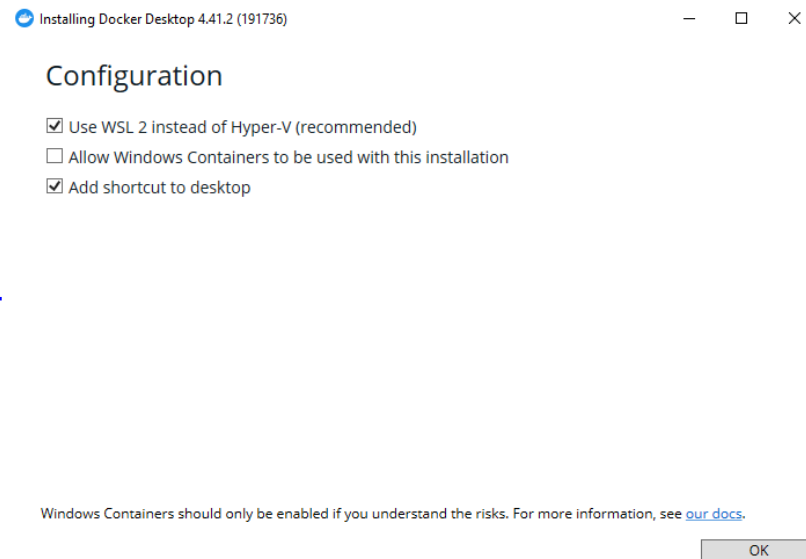 Installing Docker Desktop 4.41.2 (191736)
Configuration
Use WSL 2 instead of Hyper-V (recommended)
Allow Windows Containers to be used with this installation
Add shortcut to desktop
Windows Containers should only be enabled if you understand the risks. For more information, see our docs.
OK